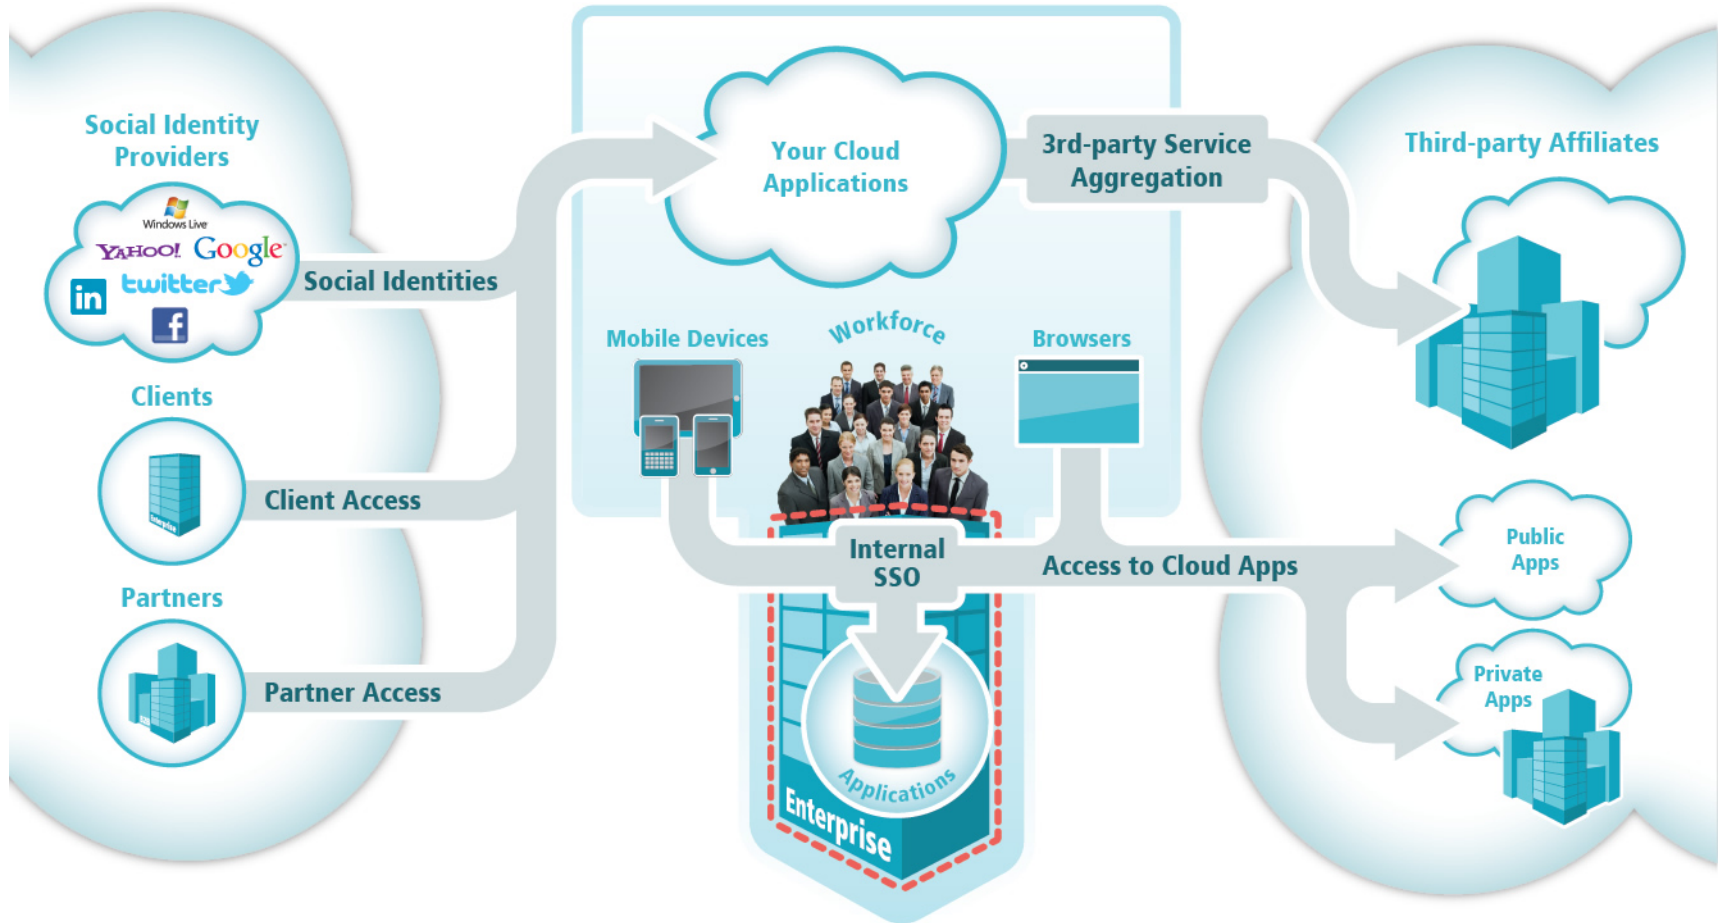 Social Identity
Providers
Windows Live
YAHOO! Google
in twitter
f
Social Identities
Clients
Enterprise
Client Access
Partners
Partner Access
Your Cloud
Applications
3rd-party Service
Aggregation
Third-party Affiliates
Mobile Devices
Workforce
Browsers
Internal
SSO
Access to Cloud Apps
Applications
Enterprise
Public
Apps
Private
Apps